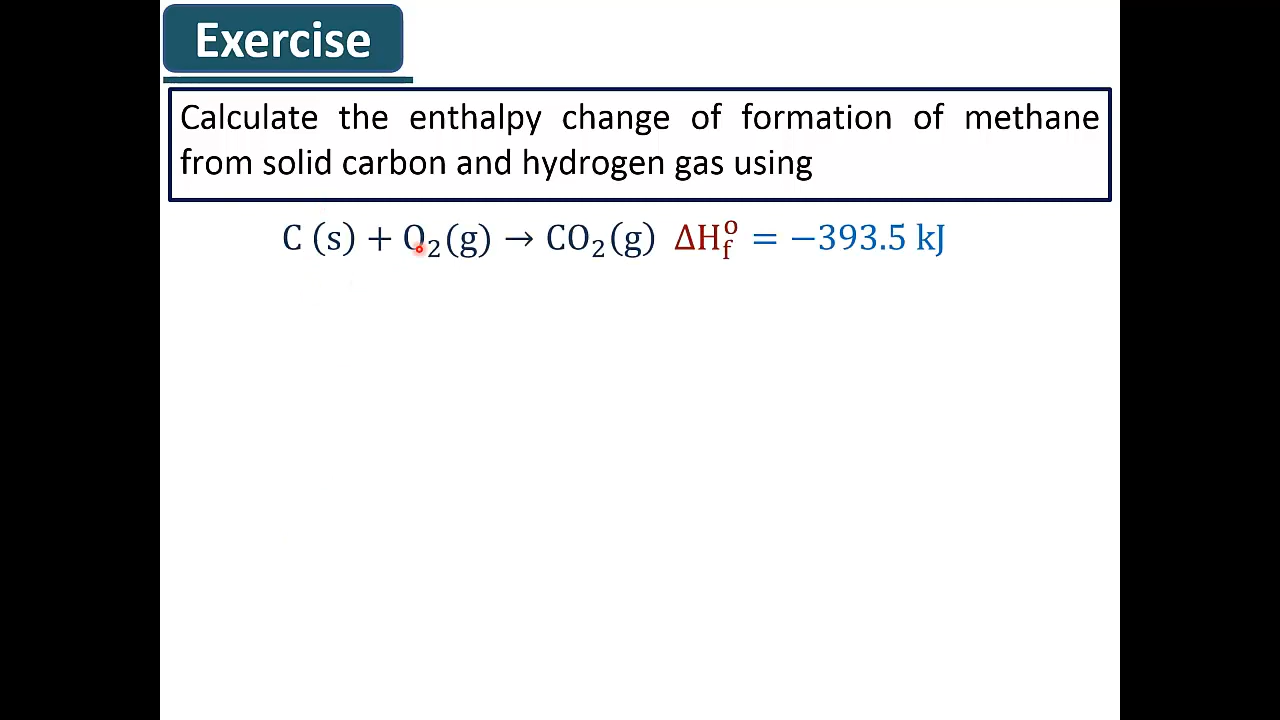 Exercise
Calculate the enthalpy change of formation of methane
from solid carbon and hydrogen gas using
C (s) + O₂(g) → CO₂(g) ΔH°f = −393.5 kJ